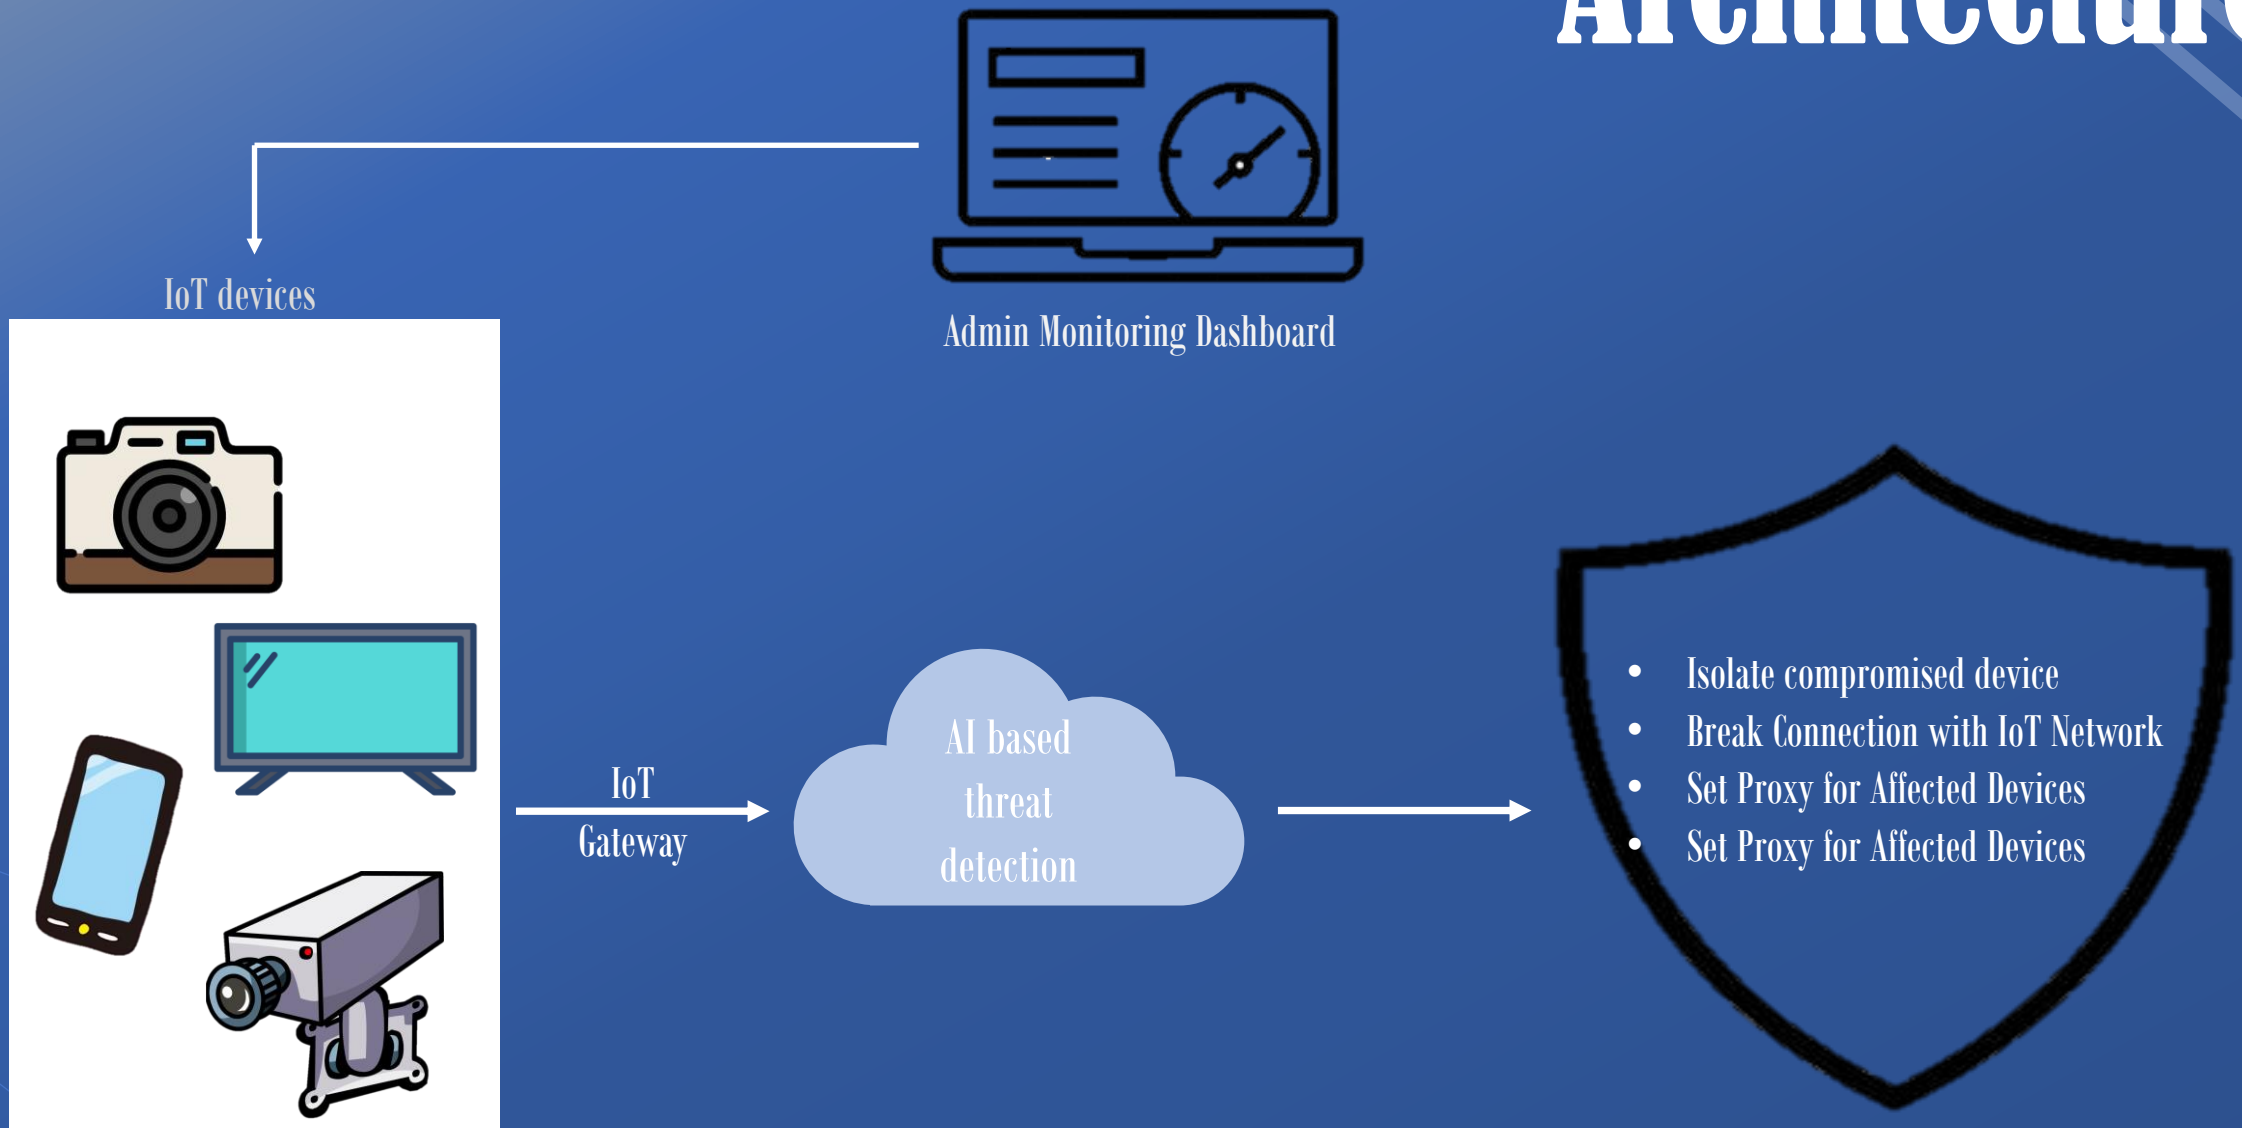 Architecture
IoT devices
Admin Monitoring Dashboard
IoT
Gateway
AI based
threat
detection
• Isolate compromised device
• Break Connection with IoT Network
• Set Proxy for Affected Devices
• Set Proxy for Affected Devices